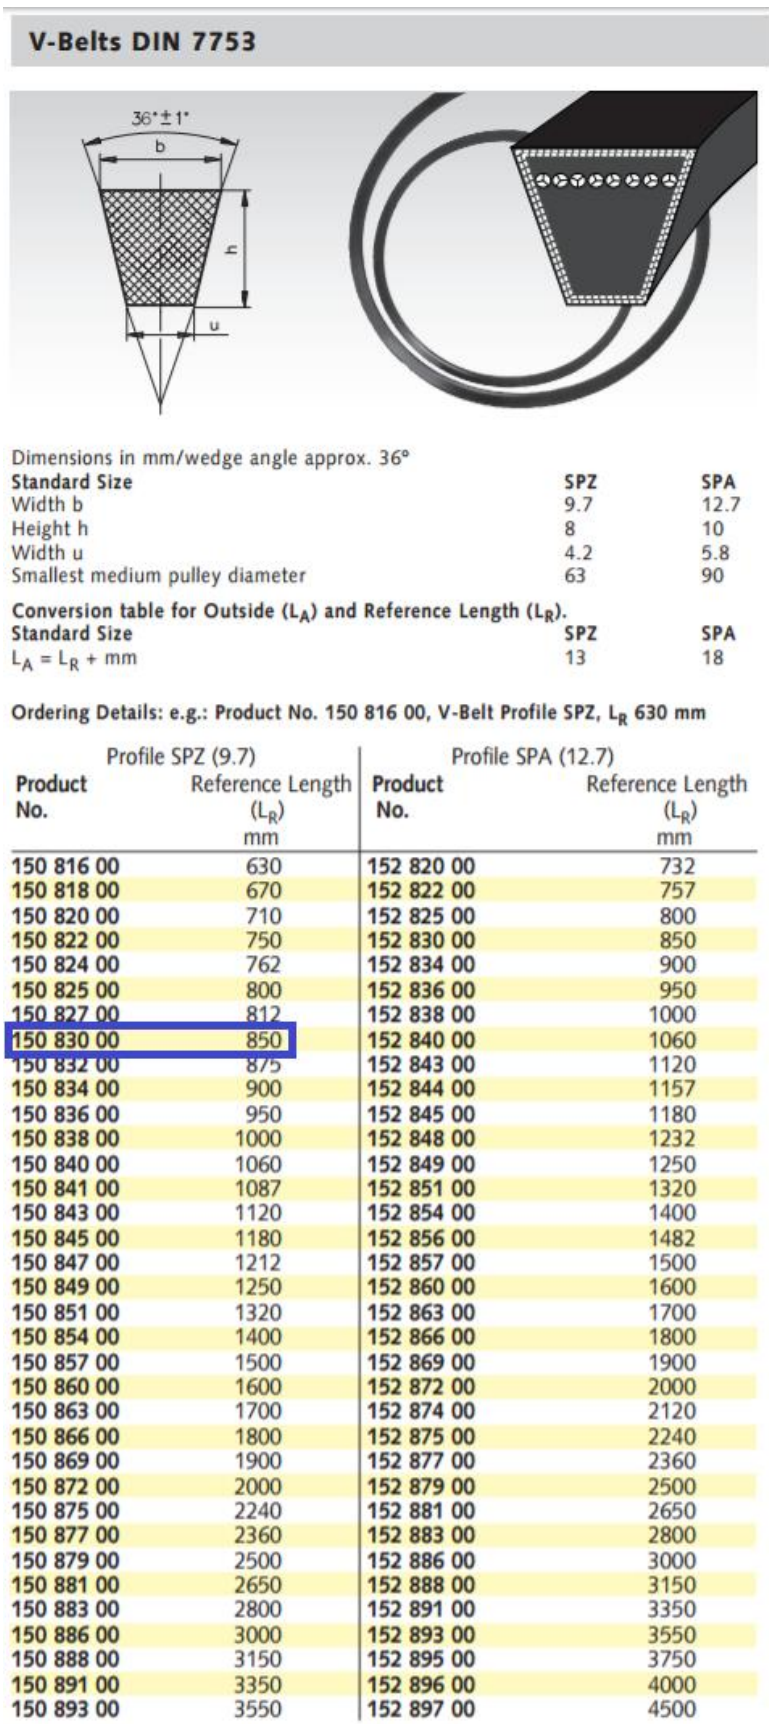 V-Belts DIN 7753
36°±1°
b
h
u
Dimensions in mm/wedge angle approx. 36°
Standard Size SPZ SPA
Width b 9.7 12.7
Height h 8 10
Width u 4.2 5.8
Smallest medium pulley diameter 63 90
Conversion table for Outside (LA) and Reference Length (LR).
Standard Size SPZ SPA
LA = LR + mm 13 18
Ordering Details: e.g.: Product No. 150 816 00, V-Belt Profile SPZ, LR 630 mm
Profile SPZ (9.7) Profile SPA (12.7)
Product Reference Length Product Reference Length
No. (LR) No. (LR)
mm mm
150 816 00 630 152 820 00 732
150 818 00 670 152 822 00 757
150 820 00 710 152 825 00 800
150 822 00 750 152 830 00 850
150 824 00 762 152 834 00 900
150 825 00 800 152 836 00 950
150 827 00 812 152 838 00 1000
150 830 00 850 152 840 00 1060
150 832 00 875 152 843 00 1120
150 834 00 900 152 844 00 1157
150 836 00 950 152 845 00 1180
150 838 00 1000 152 848 00 1232
150 840 00 1060 152 849 00 1250
150 841 00 1087 152 851 00 1320
150 843 00 1120 152 854 00 1400
150 845 00 1180 152 856 00 1482
150 847 00 1212 152 857 00 1500
150 849 00 1250 152 860 00 1600
150 851 00 1320 152 863 00 1700
150 854 00 1400 152 866 00 1800
150 857 00 1500 152 869 00 1900
150 860 00 1600 152 872 00 2000
150 863 00 1700 152 874 00 2120
150 866 00 1800 152 875 00 2240
150 869 00 1900 152 877 00 2360
150 872 00 2000 152 879 00 2500
150 875 00 2240 152 881 00 2650
150 877 00 2360 152 883 00 2800
150 879 00 2500 152 886 00 3000
150 881 00 2650 152 888 00 3150
150 883 00 2800 152 891 00 3350
150 886 00 3000 152 893 00 3550
150 888 00 3150 152 895 00 3750
150 891 00 3350 152 896 00 4000
150 893 00 3550 152 897 00 4500